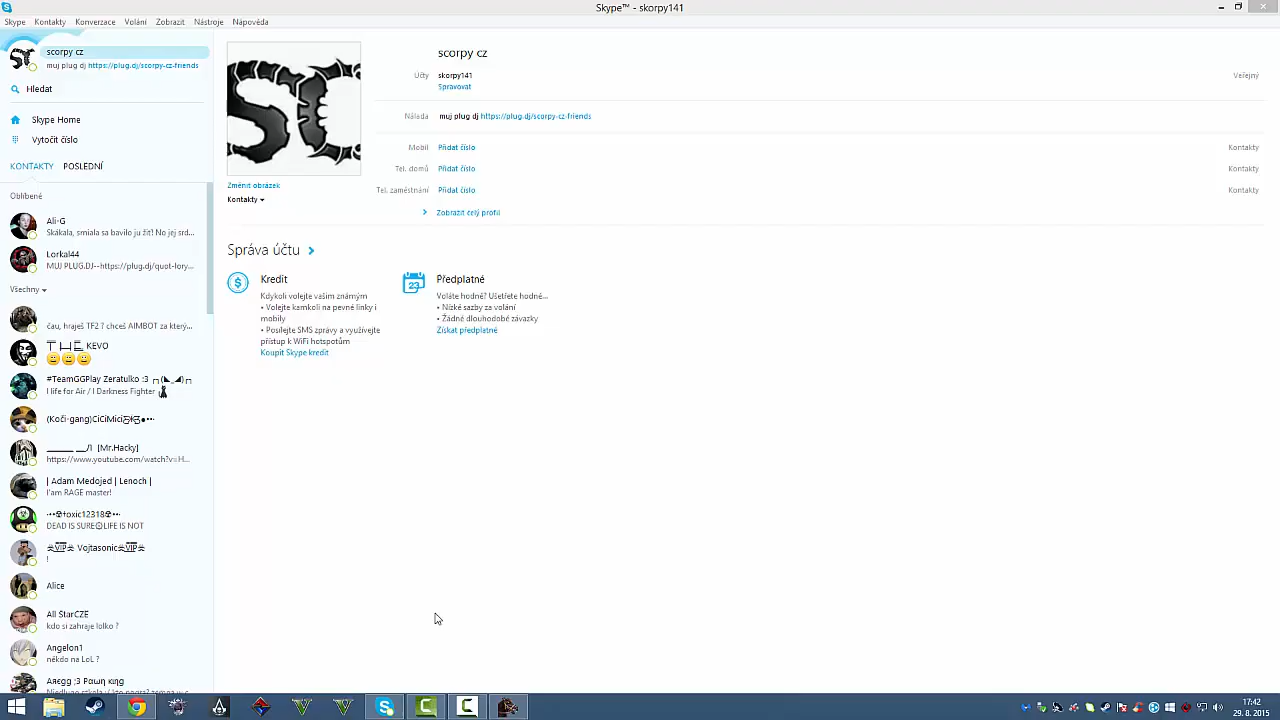 Skype™ - skorpy141
Skype Kontakty Konverzace Volání Zobrazit Nástroje Nápověda
scorpy cz
muj plug dj https://plug.dj/scorpy-cz-friends
Hledat
Skype Home
Vytočit číslo
KONTAKTY POSLEDNÍ
Oblíbené
Ali-G
Skákala, smiala sa bavilo ju žiť! No jej srd...
Lorkal44
MUJ PLUG.DJ--https://plug.dj/quot-lory...
Všechny
čau, hraješ TF2 ? chceš AIMBOT za který...
KEVO
#TeamGGPlay Zeratulko :3
I life for Air / I Darkness Fighter
(Koči-gang)CiCiMici
[Mr.Hacky]
https://www.youtube.com/watch?v=H...
| Adam Medojed | Lenoch |
I'am RAGE master!
•••☢toxic12318☢•••
DEAD IS SURE۞LIFE IS NOT
VIP Vojtasonic VIP
!
Alice
All StarCZE
kdo si zahraje lolko ?
Angelon1
někdo na LoL ?
scorpy cz
Účty skorpy141 Veřejný
Spravovat
Nálada muj plug dj https://plug.dj/scorpy-cz-friends
Mobil Přidat číslo Kontakty
Tel. domů Přidat číslo Kontakty
Tel. zaměstnání Přidat číslo Kontakty
Změnit obrázek
Kontakty
Zobrazit celý profil
Správa účtu
Kredit
Kdykoli volejte vašim známým
• Volejte kamkoli na pevné linky i
mobily
• Posílejte SMS zprávy a využívejte
přístup k WiFi hotspotům
Koupit Skype kredit
23
Předplatné
Voláte hodně? Ušetřete hodně...
• Nízké sazby za volání
• Žádné dlouhodobé závazky
Získat předplatné
17:42
29. 8. 2015